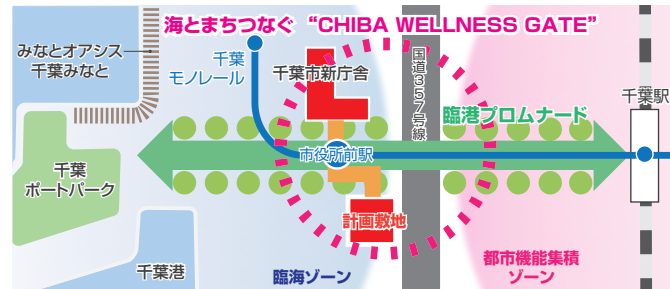 海とまちつなぐ “CHIBA WELLNESS GATE”
みなとオアシス
千葉みなと
千葉
モノレール
千葉市新庁舎
国道357号線
臨港プロムナード
千葉駅
市役所前駅
千葉
ポートパーク
計画敷地
千葉港
臨海ゾーン
都市機能集積
ゾーン